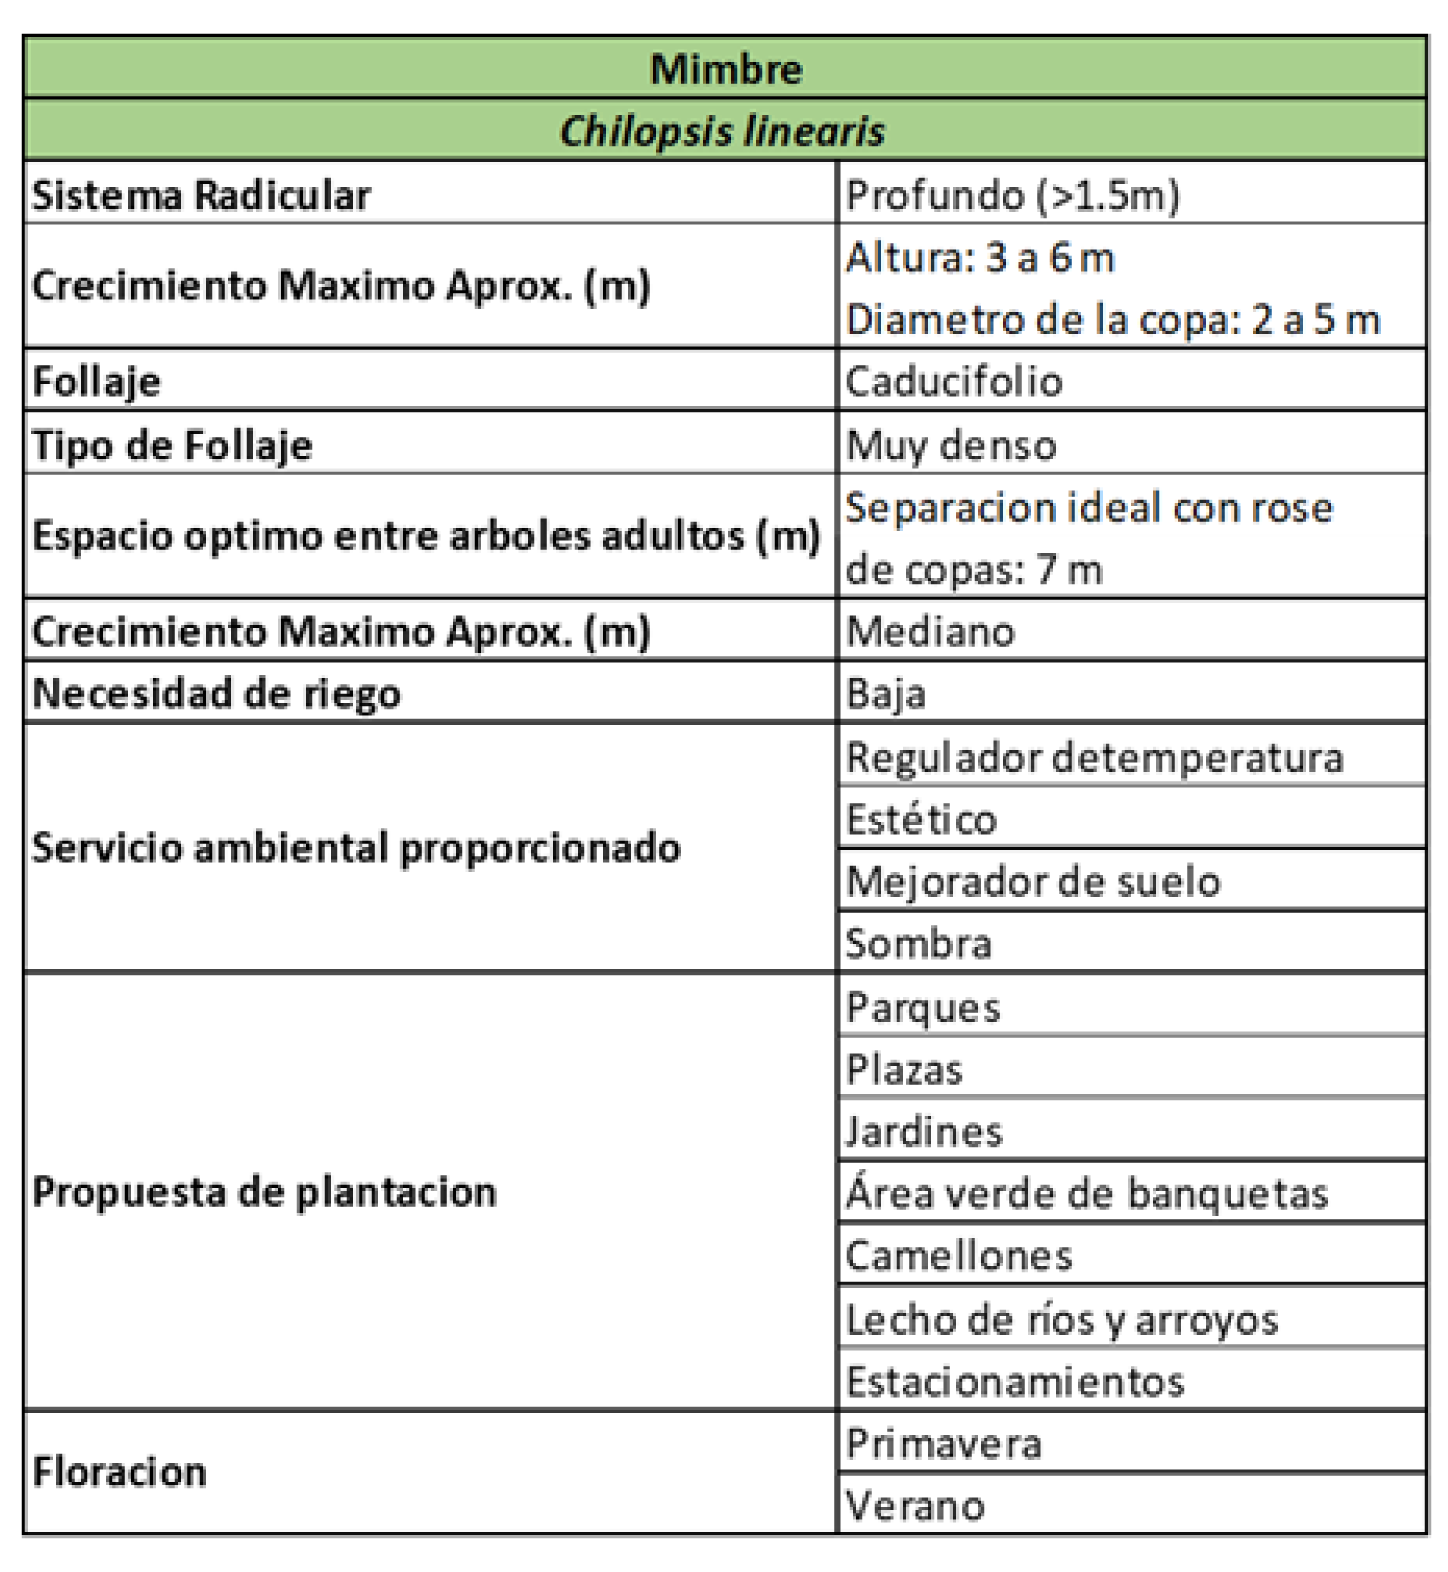 Mimbre
Chilopsis linearis
Sistema Radicular
Profundo (>1.5m)
Crecimiento Maximo Aprox. (m)
Altura: 3 a 6 m
Diametro de la copa: 2 a 5 m
Follaje
Caducifolio
Tipo de Follaje
Muy denso
Espacio optimo entre arboles adultos (m)
Separacion ideal con rose
de copas: 7 m
Crecimiento Maximo Aprox. (m)
Mediano
Necesidad de riego
Baja
Servicio ambiental proporcionado
Regulador detemperatura
Estético
Mejorador de suelo
Sombra
Propuesta de plantacion
Parques
Plazas
Jardines
Área verde de banquetas
Camellones
Lecho de ríos y arroyos
Estacionamientos
Floracion
Primavera
Verano